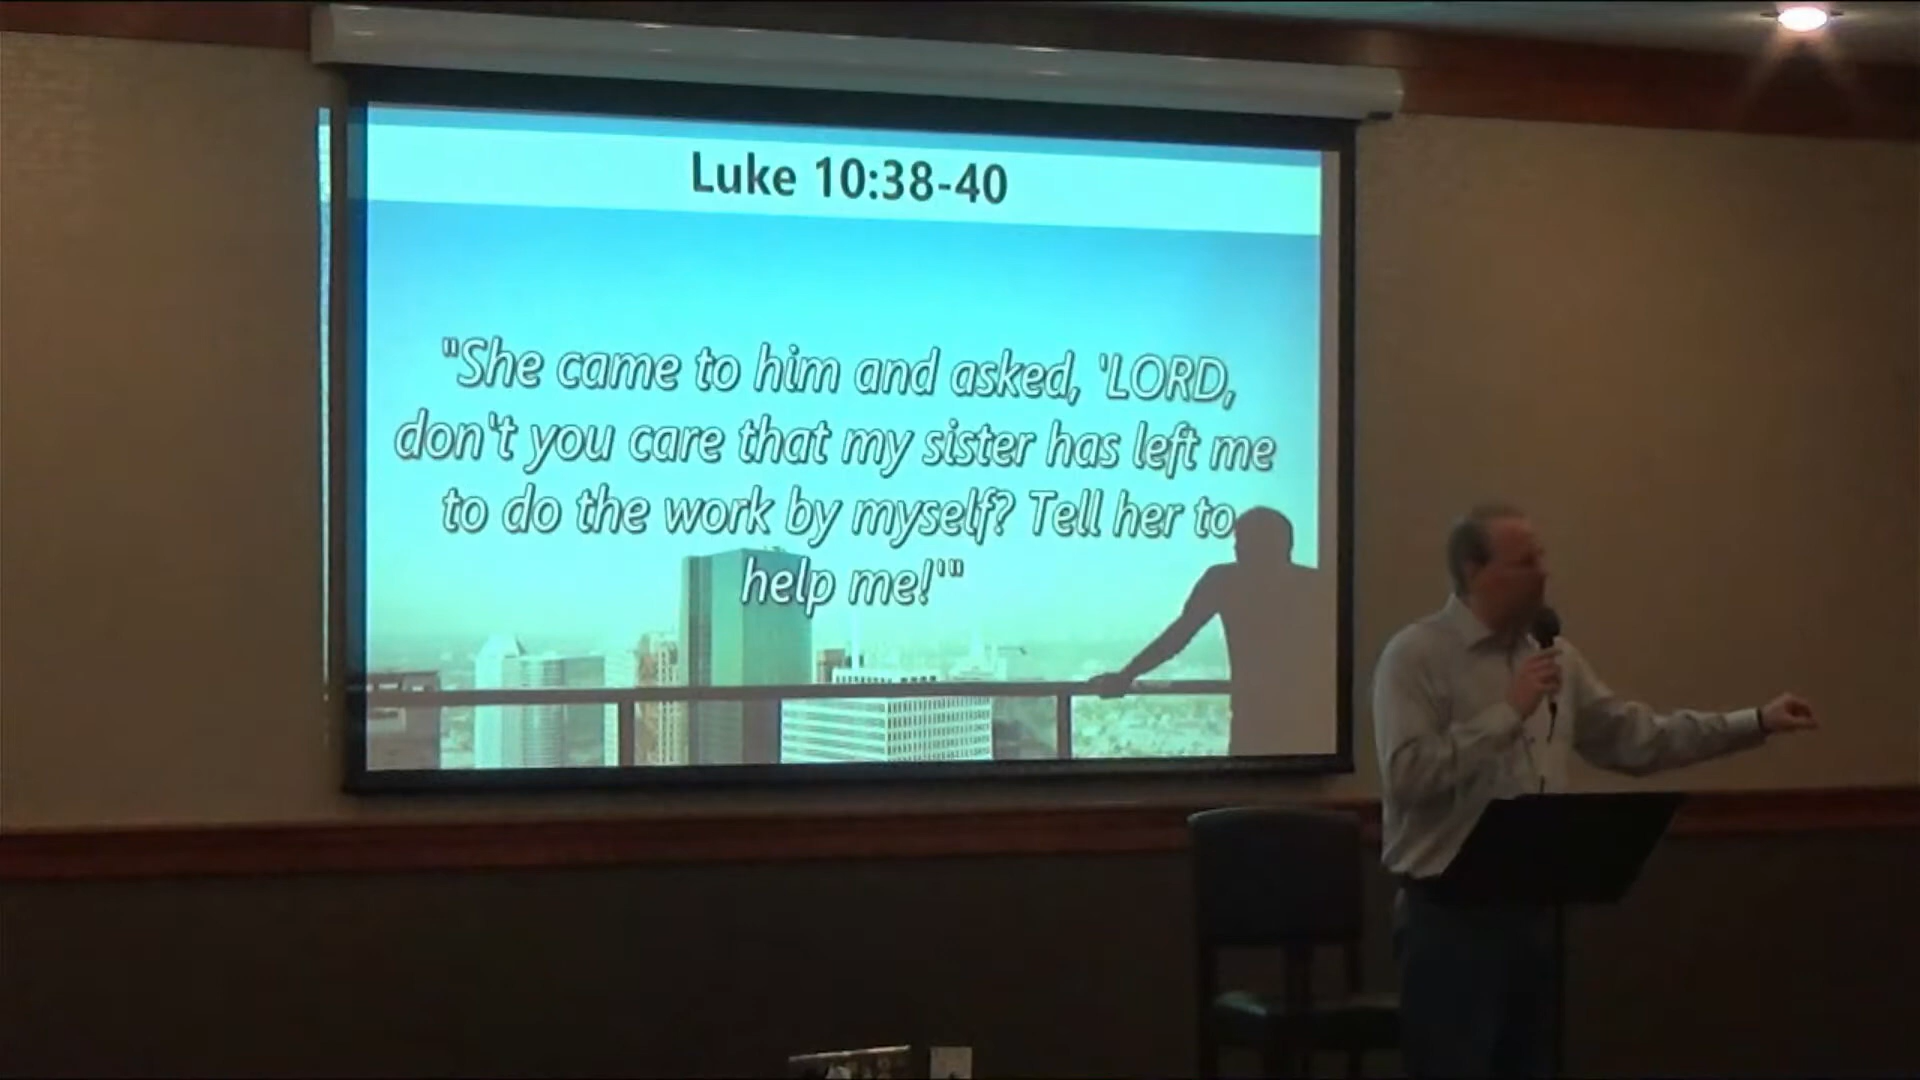 Luke 10:38-40
"She came to him and asked, 'LORD,
don't you care that my sister has left me
to do the work by myself? Tell her to
help me!'"